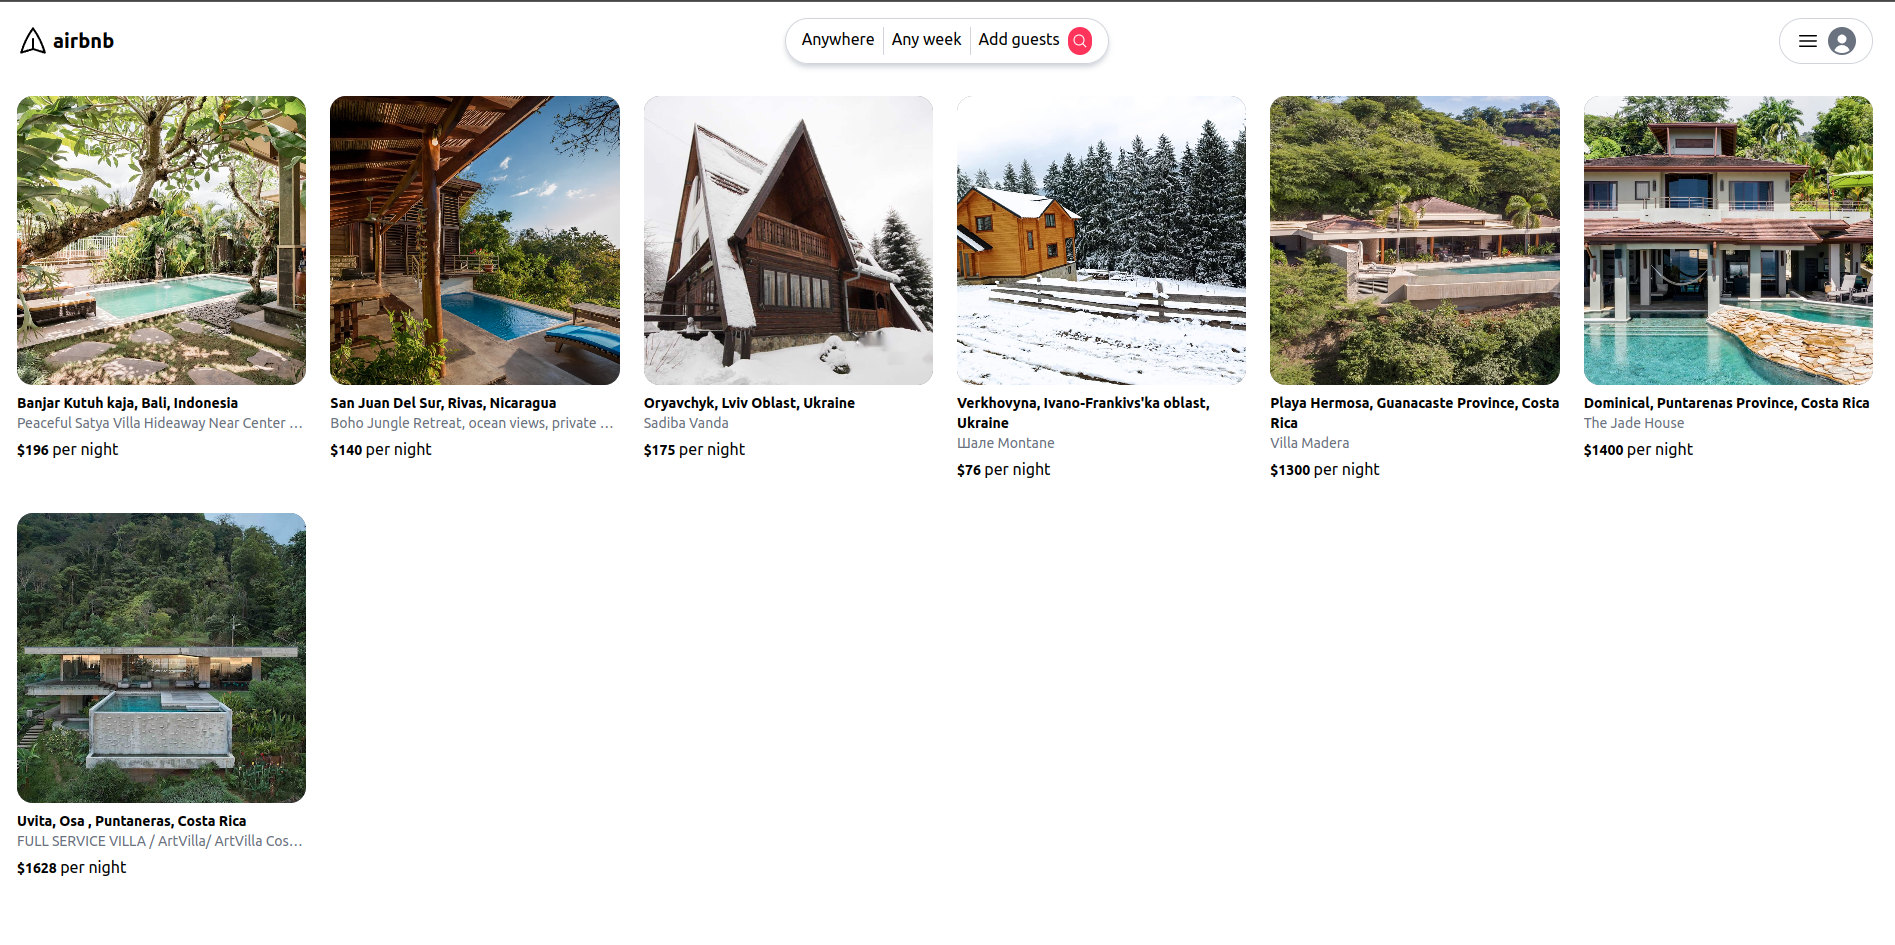 airbnb
Anywhere
Any week
Add guests
Banjar Kutuh kaja, Bali, Indonesia
Peaceful Satya Villa Hideaway Near Center …
$196 per night
San Juan Del Sur, Rivas, Nicaragua
Boho Jungle Retreat, ocean views, private …
$140 per night
Oryavchyk, Lviv Oblast, Ukraine
Sadiba Vanda
$175 per night
Verkhovyna, Ivano-Frankivs'ka oblast,
Ukraine
Шале Montane
$76 per night
Playa Hermosa, Guanacaste Province, Costa
Rica
Villa Madera
$1300 per night
Dominical, Puntarenas Province, Costa Rica
The Jade House
$1400 per night
Uvita, Osa , Puntaneras, Costa Rica
FULL SERVICE VILLA / ArtVilla/ ArtVilla Cos…
$1628 per night